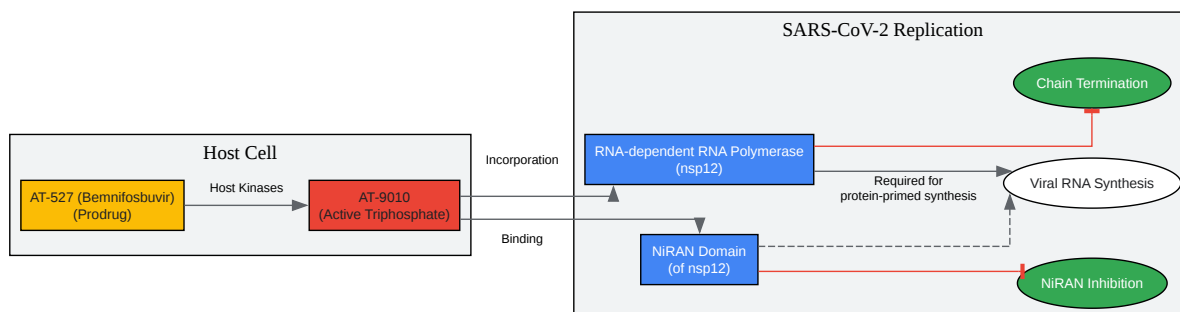 SARS-CoV-2 Replication
Chain Termination
Host Cell
Incorporation
RNA-dependent RNA Polymerase
(nsp12)
Host Kinases
AT-527 (Bemnifosbuvir)
(Prodrug)
AT-9010
(Active Triphosphate)
Required for
protein-primed synthesis
Viral RNA Synthesis
Binding
NiRAN Domain
(of nsp12)
NiRAN Inhibition